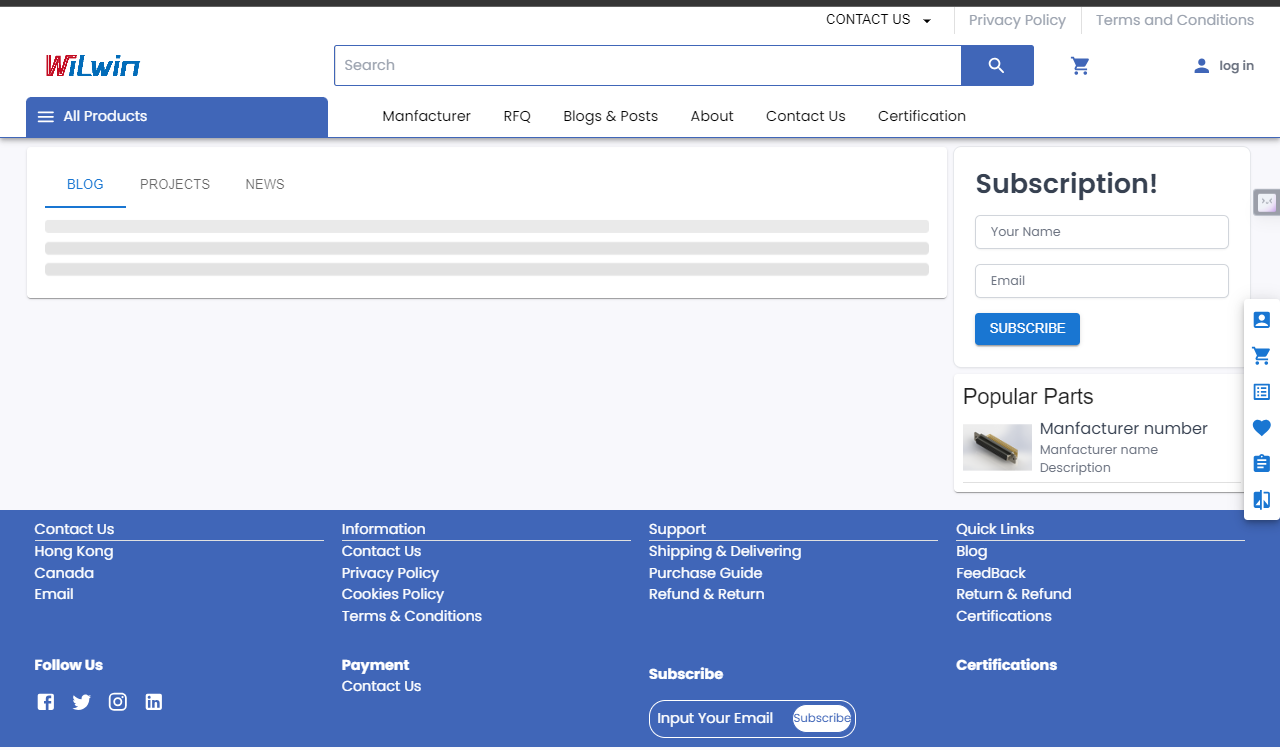 CONTACT US
Privacy Policy
Terms and Conditions
WiLwin
Search
log in
All Products
Manfacturer
RFQ
Blogs & Posts
About
Contact Us
Certification
BLOG
PROJECTS
NEWS
Subscription!
Your Name
Email
SUBSCRIBE
Popular Parts
Manfacturer number
Manfacturer name
Description
Contact Us
Hong Kong
Canada
Email
Information
Contact Us
Privacy Policy
Cookies Policy
Terms & Conditions
Support
Shipping & Delivering
Purchase Guide
Refund & Return
Quick Links
Blog
FeedBack
Return & Refund
Certifications
Follow Us
Payment
Contact Us
Subscribe
Input Your Email
Subscribe
Certifications